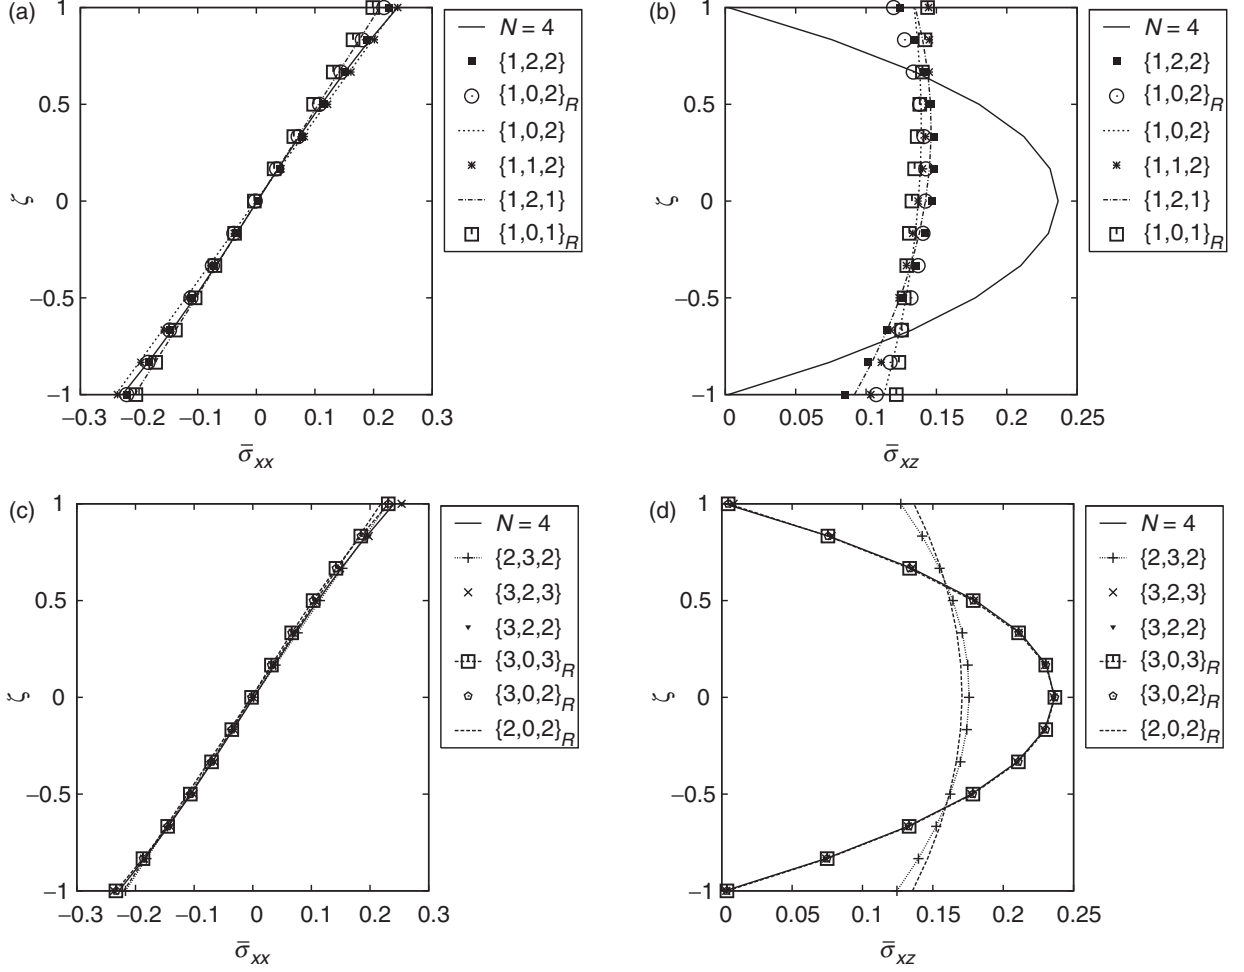 (a)
1
0.5
0
−0.5
−1
ζ
−0.3
−0.2
−0.1
0
0.1
0.2
0.3
σ̅xx
N = 4
{1,2,2}
{1,0,2}R
{1,0,2}
{1,1,2}
{1,2,1}
{1,0,1}R
(b)
1
0.5
0
−0.5
−1
ζ
0
0.05
0.1
0.15
0.2
0.25
σ̅xz
N = 4
{1,2,2}
{1,0,2}R
{1,0,2}
{1,1,2}
{1,2,1}
{1,0,1}R
(c)
1
0.5
0
−0.5
−1
ζ
−0.3
−0.2
−0.1
0
0.1
0.2
0.3
σ̅xx
N = 4
{2,3,2}
{3,2,3}
{3,2,2}
{3,0,3}R
{3,0,2}R
{2,0,2}R
(d)
1
0.5
0
−0.5
−1
ζ
0
0.05
0.1
0.15
0.2
0.25
σ̅xz
N = 4
{2,3,2}
{3,2,3}
{3,2,2}
{3,0,3}R
{3,0,2}R
{2,0,2}R